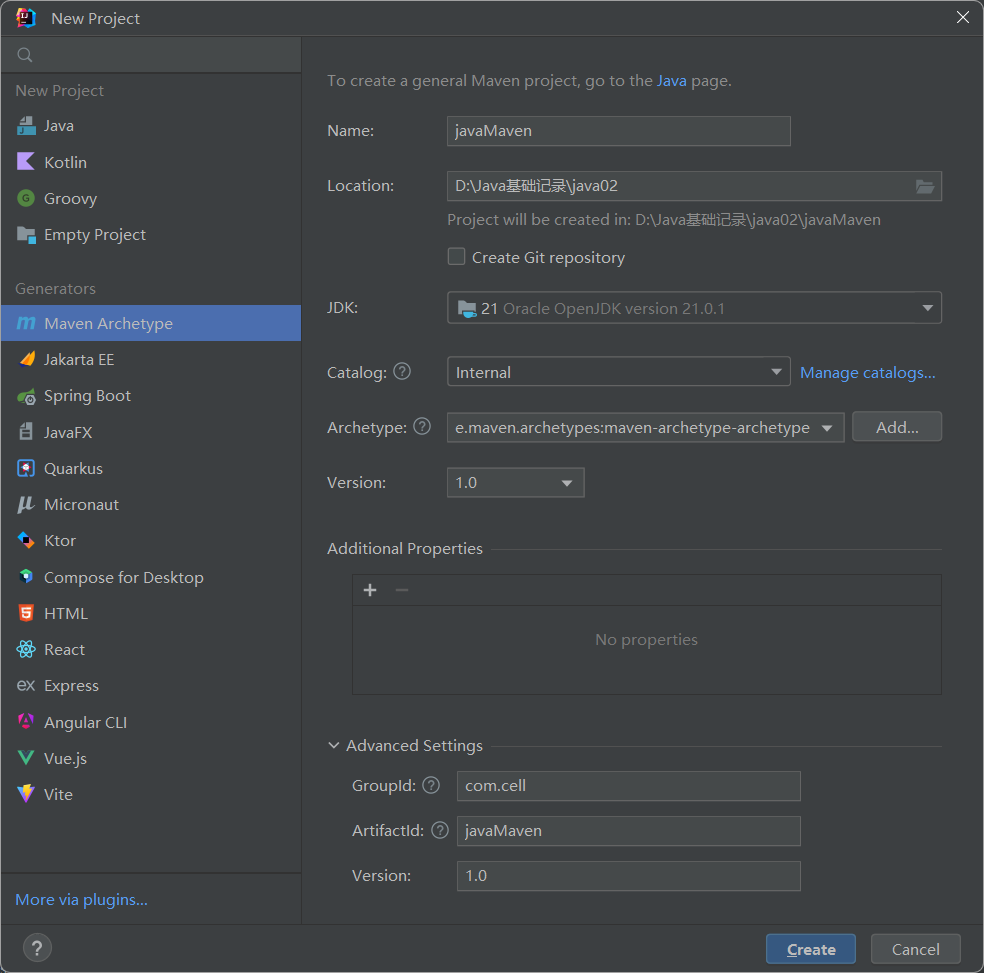 New Project
New Project
Java
Kotlin
Groovy
Empty Project
Generators
Maven Archetype
Jakarta EE
Spring Boot
JavaFX
Quarkus
Micronaut
Ktor
Compose for Desktop
HTML
React
Express
Angular CLI
Vue.js
Vite
More via plugins...
To create a general Maven project, go to the Java page.
Name: javaMaven
Location: D:\Java基础记录\java02
Project will be created in: D:\Java基础记录\java02\javaMaven
Create Git repository
JDK: 21 Oracle OpenJDK version 21.0.1
Catalog: ? Internal Manage catalogs...
Archetype: ? e.maven.archetypes:maven-archetype-archetype Add...
Version: 1.0
Additional Properties
No properties
Advanced Settings
GroupId: ? com.cell
ArtifactId: ? javaMaven
Version: 1.0
? Create Cancel